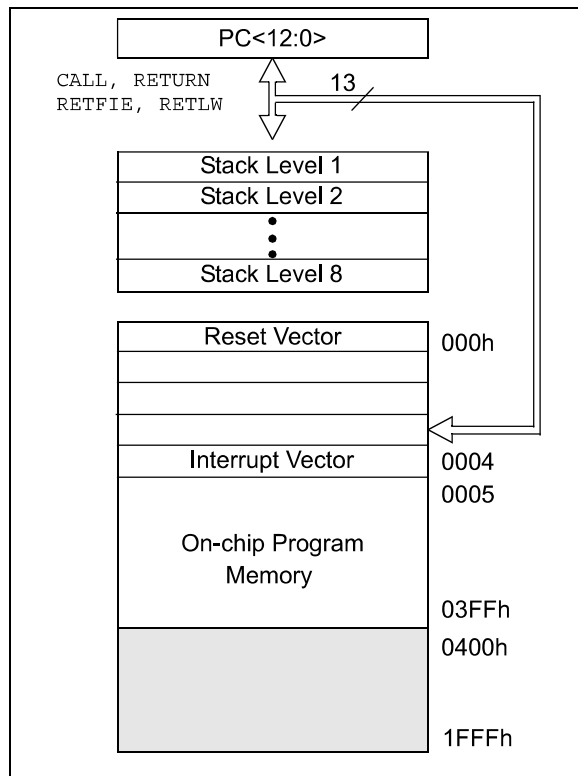 PC<12:0>
CALL, RETURN
RETFIE, RETLW
13
Stack Level 1
Stack Level 2
Stack Level 8
Reset Vector
000h
Interrupt Vector
0004
0005
On-chip Program
Memory
03FFh
0400h
1FFFh